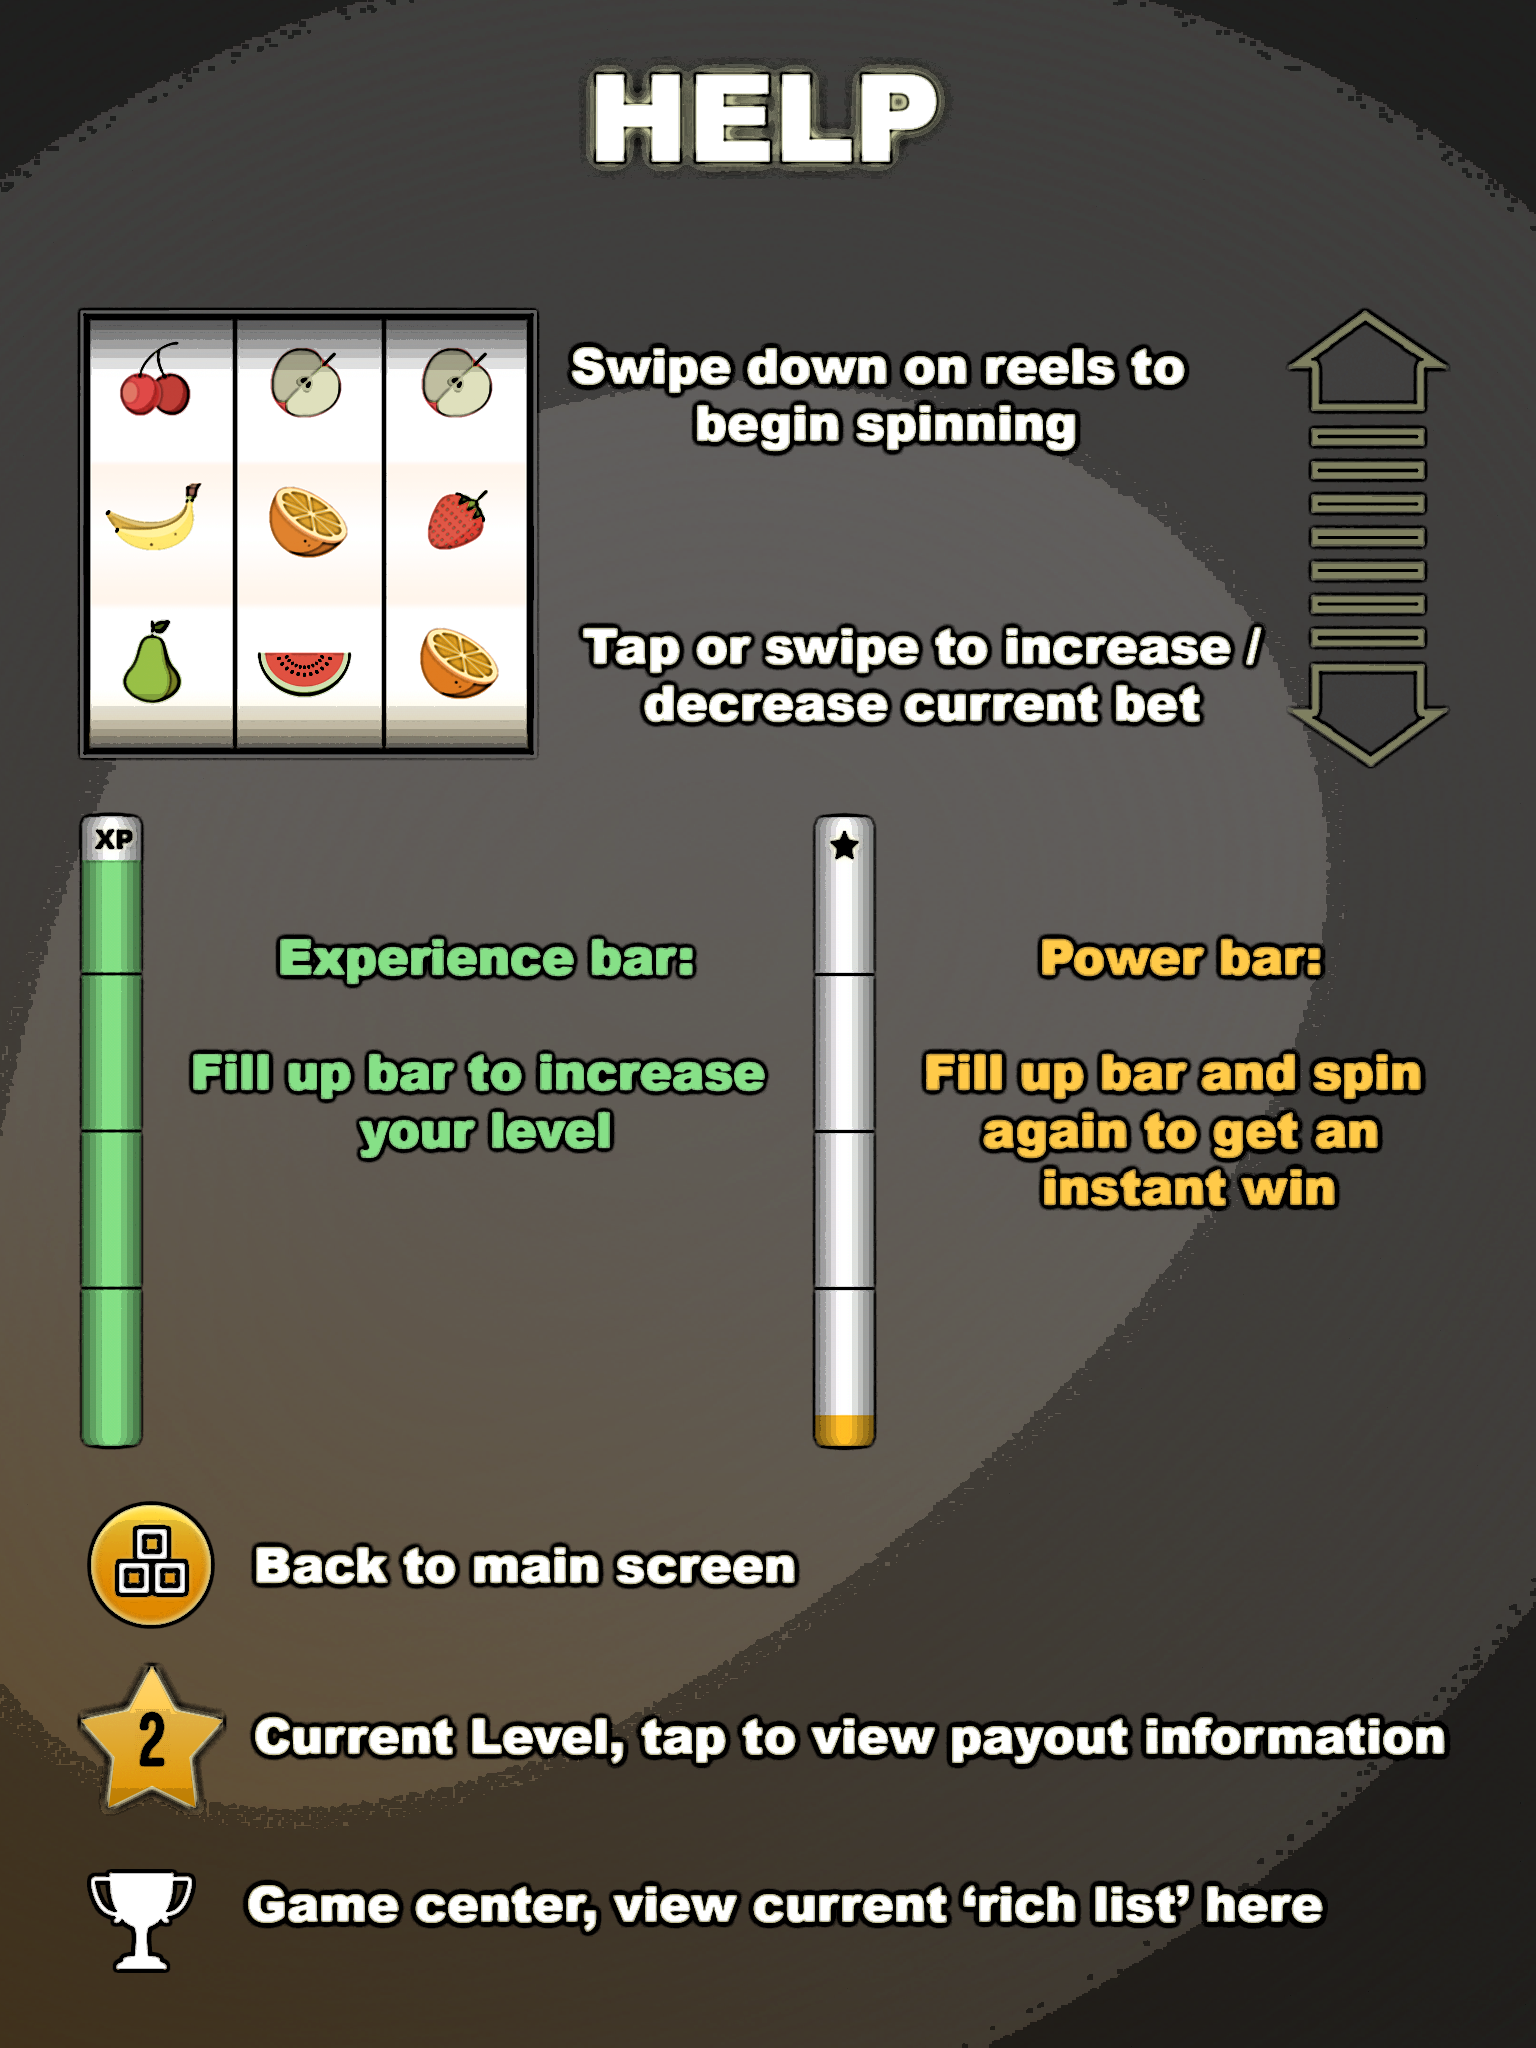 HELP
Swipe down on reels to
begin spinning
Tap or swipe to increase /
decrease current bet
XP
Experience bar:
Fill up bar to increase
your level
Power bar:
Fill up bar and spin
again to get an
instant win
Back to main screen
2
Current Level, tap to view payout information
Game center, view current ‘rich list’ here